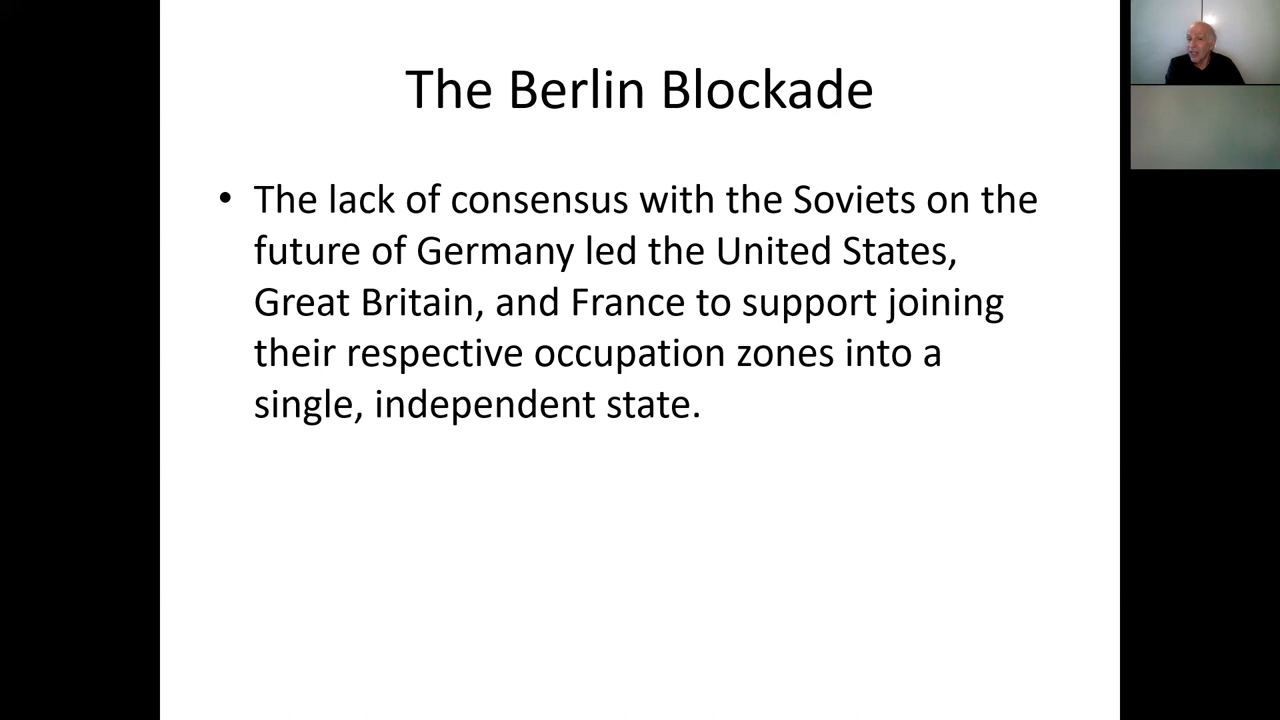 The Berlin Blockade
• The lack of consensus with the Soviets on the
future of Germany led the United States,
Great Britain, and France to support joining
their respective occupation zones into a
single, independent state.